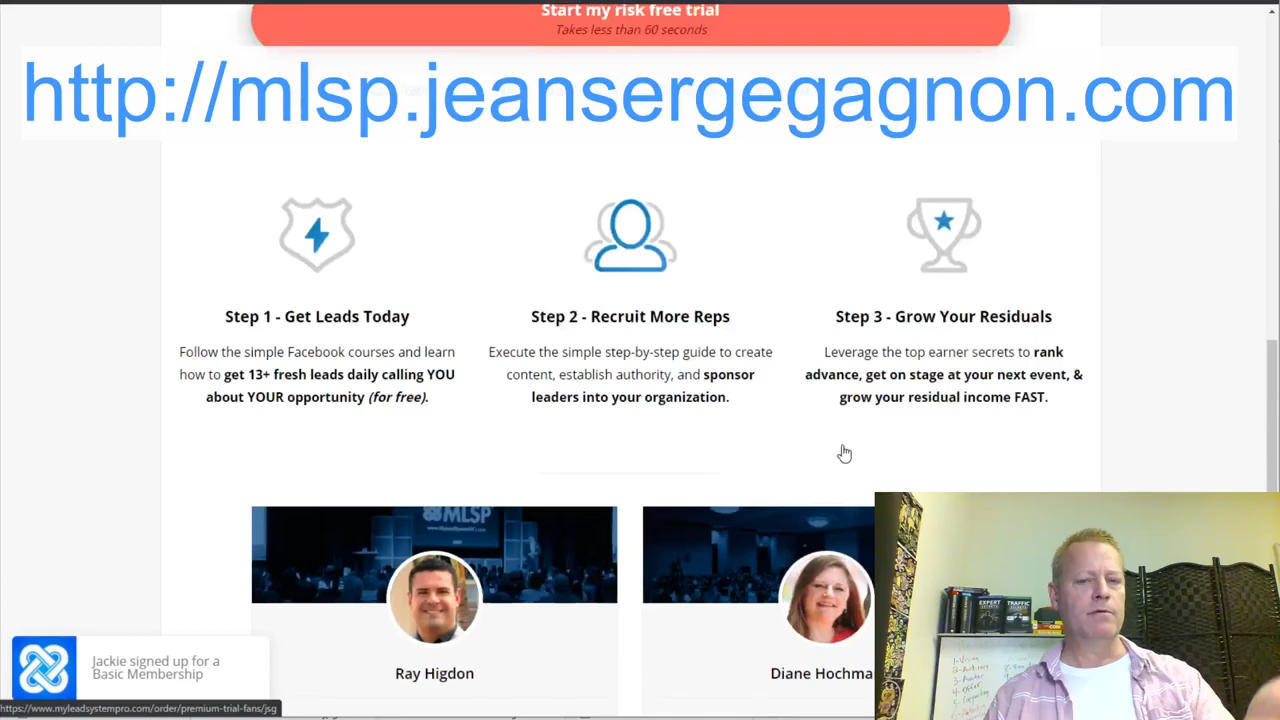 Start my risk free trial
Takes less than 60 seconds
http://mlsp.jeansergegagnon.com
Step 1 - Get Leads Today
Follow the simple Facebook courses and learn
how to get 13+ fresh leads daily calling YOU
about YOUR opportunity (for free).
Step 2 - Recruit More Reps
Execute the simple step-by-step guide to create
content, establish authority, and sponsor
leaders into your organization.
Step 3 - Grow Your Residuals
Leverage the top earner secrets to rank
advance, get on stage at your next event, &
grow your residual income FAST.
MLSP
Ray Higdon
Diane Hochma
EXPERT
SECRETS
TRAFFIC
SECRETS
Jackie signed up for a
Basic Membership
https://www.myleadsystempro.com/order/premium-trial-fans/jsg